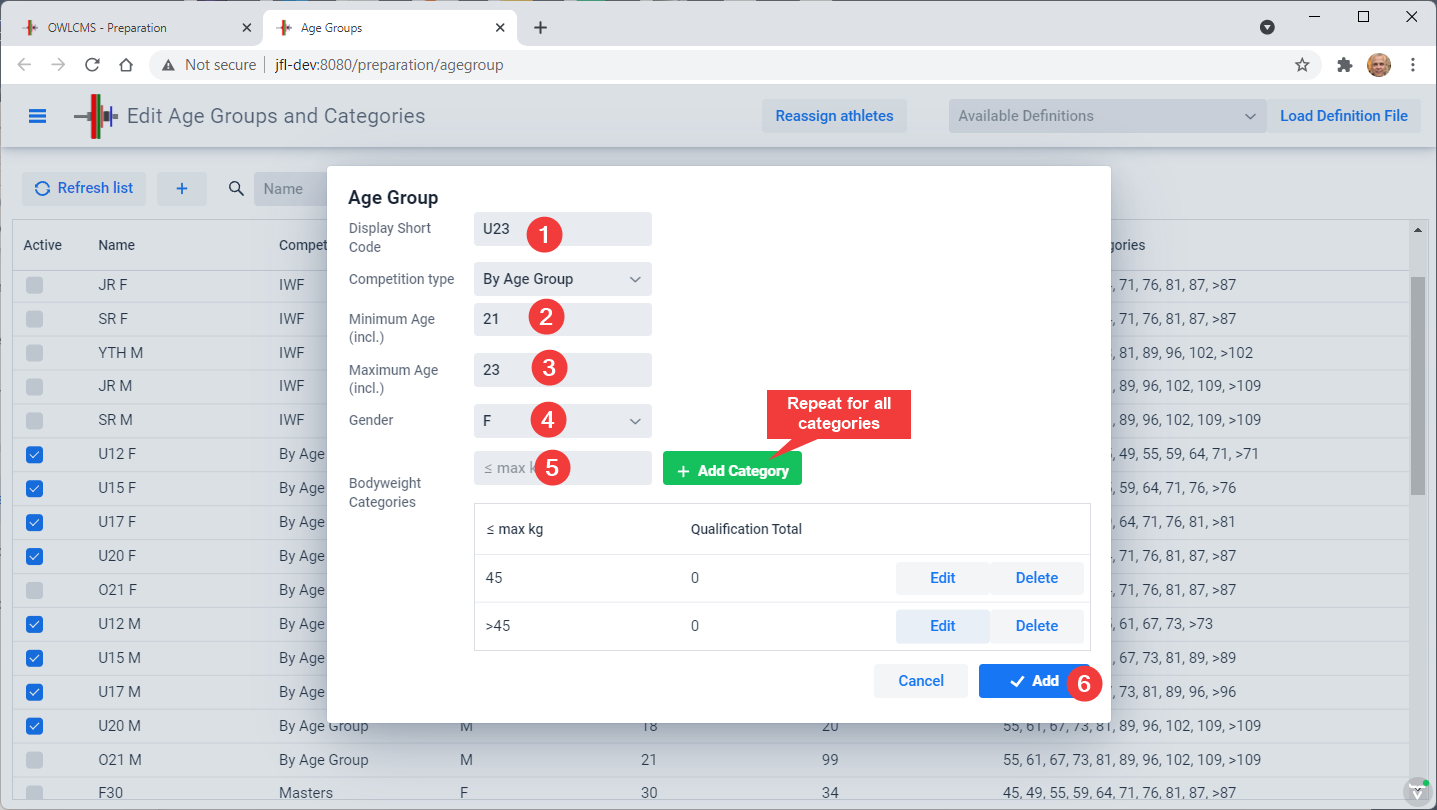 OWLCMS - Preparation
Age Groups
Not secure
jfl-dev:8080/preparation/agegroup
Edit Age Groups and Categories
Reassign athletes
Available Definitions
Load Definition File
Refresh list
+
Name
Active Name Compet gories
JR F IWF , 71, 76, 81, 87, >87
SR F IWF , 71, 76, 81, 87, >87
YTH M IWF , 81, 89, 96, 102, >102
JR M IWF , 89, 96, 102, 109, >109
SR M IWF , 89, 96, 102, 109, >109
U12 F By Age , 49, 55, 59, 64, 71, >71
U15 F By Age , 59, 64, 71, 76, >76
U17 F By Age , 64, 71, 76, 81, >81
U20 F By Age , 71, 76, 81, 87, >87
O21 F By Age , 71, 76, 81, 87, >87
U12 M By Age , 61, 67, 73, >73
U15 M By Age , 67, 73, 81, 89, >89
U17 M By Age , 73, 81, 89, 96, >96
U20 M By Age Group M 18 20 55, 61, 67, 73, 81, 89, 96, 102, 109, >109
O21 M By Age Group M 21 99 55, 61, 67, 73, 81, 89, 96, 102, 109, >109
F30 Masters F 30 34 45, 49, 55, 59, 64, 71, 76, 81, 87, >87
Age Group
Display Short
Code
U23
1
Competition type
By Age Group
Minimum Age
(incl.)
21
2
Maximum Age
(incl.)
23
3
Gender
F
4
Repeat for all
categories
Bodyweight
Categories
≤ max k
5
+ Add Category
≤ max kg Qualification Total
45 0 Edit Delete
>45 0 Edit Delete
Cancel
Add
6